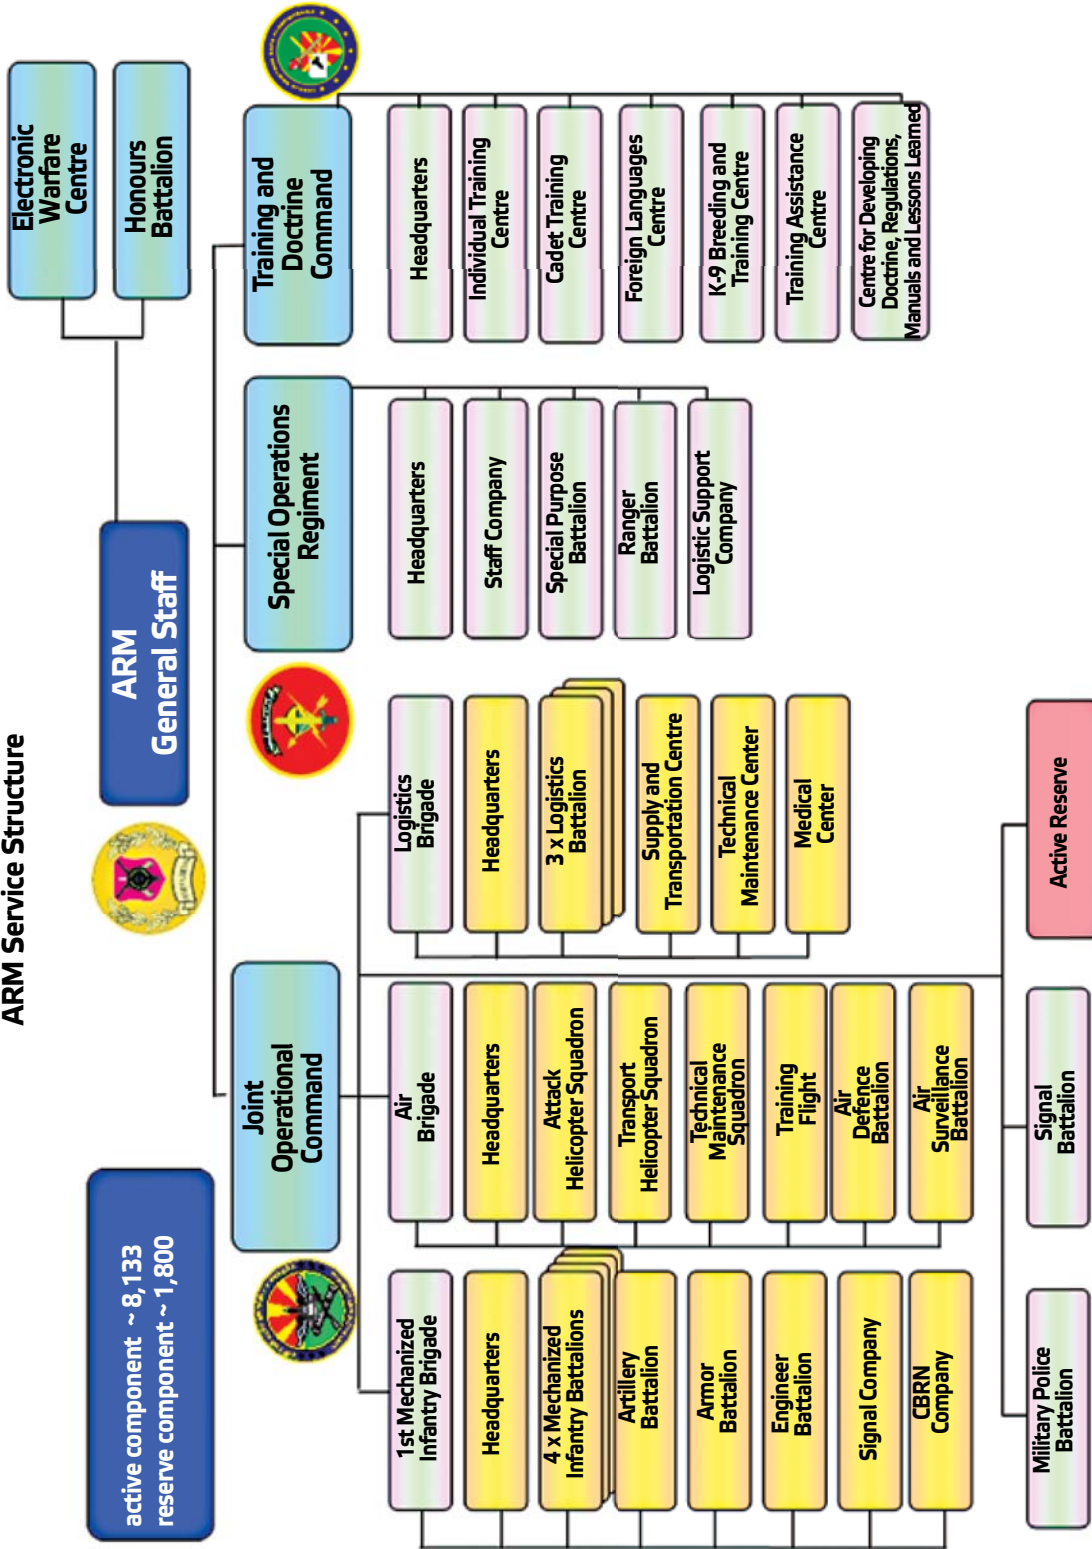 ARM Service Structure
active component ~ 8,133
reserve component ~ 1,800
ARM
General Staff
Electronic
Warfare
Centre
Honours
Battalion
Joint
Operational
Command
Special Operations
Regiment
Training and
Doctrine
Command
1st Mechanized
Infantry Brigade
Headquarters
4 x Mechanized
Infantry Battalions
Artillery
Battalion
Armor
Battalion
Engineer
Battalion
Signal Company
CBRN
Company
Air
Brigade
Headquarters
Attack
Helicopter Squadron
Transport
Helicopter Squadron
Technical
Maintenance
Squadron
Training
Flight
Air
Defence
Battalion
Air
Surveillance
Battalion
Logistics
Brigade
Headquarters
3 x Logistics
Battalion
Supply and
Transportation Centre
Technical
Maintenance Center
Medical
Center
Headquarters
Staff Company
Special Purpose
Battalion
Ranger
Battalion
Logistic Support
Company
Headquarters
Individual Training
Centre
Cadet Training
Centre
Foreign Languages
Centre
K-9 Breeding and
Training Centre
Training Assistance
Centre
Centre for Developing
Doctrine, Regulations,
Manuals and Lessons Learned
Military Police
Battalion
Signal
Battalion
Active Reserve